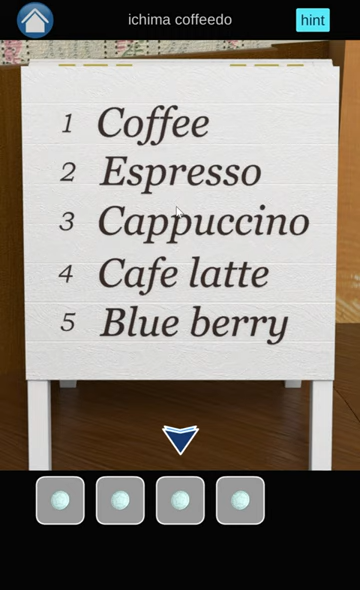 ichima coffeedo
hint
1 Coffee
2 Espresso
3 Cappuccino
4 Cafe latte
5 Blue berry